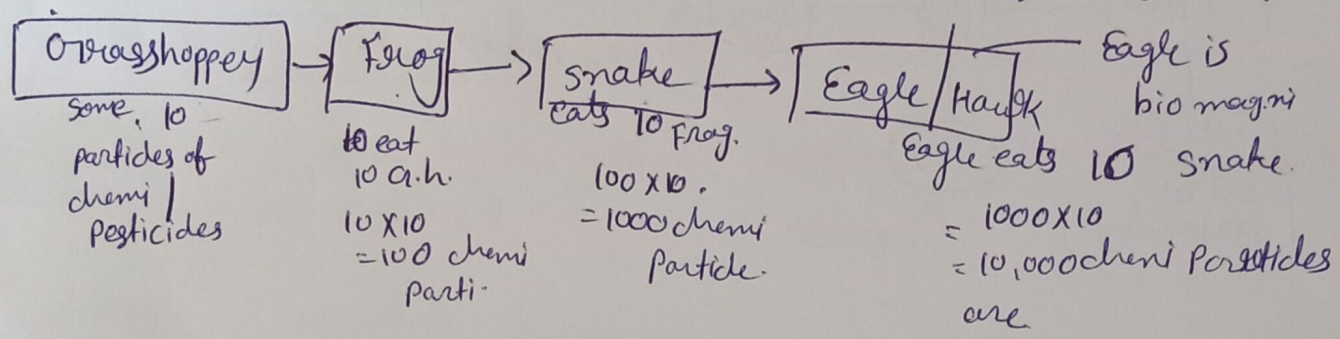 Grasshopper
Some, 10
particles of
chemi /
Pesticides
Frog
to eat
10 G.h.
10 X 10
= 100 chemi
Parti.
Snake
Eats 10 Frog.
100 X 10.
= 1000 chemi
Particle.
Eagle / Hawk
Eagle is
bio magni
Eagle eats 10 snake.
= 1000 X 10
= 10,000 chemi Particles
are